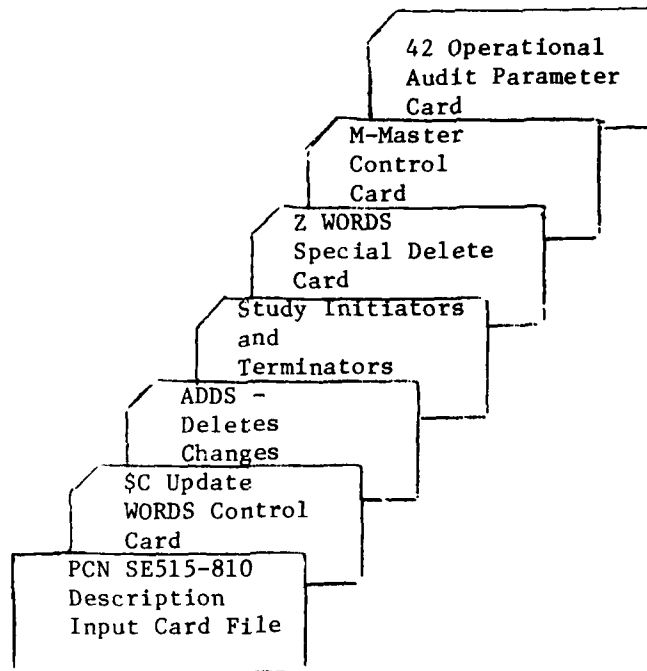 42 Operational
Audit Parameter
Card
M-Master
Control
Card
Z WORDS
Special Delete
Card
Study Initiators
and
Terminators
ADDS -
Deletes
Changes
$C Update
WORDS Control
Card
PCN SE515-810
Description
Input Card File